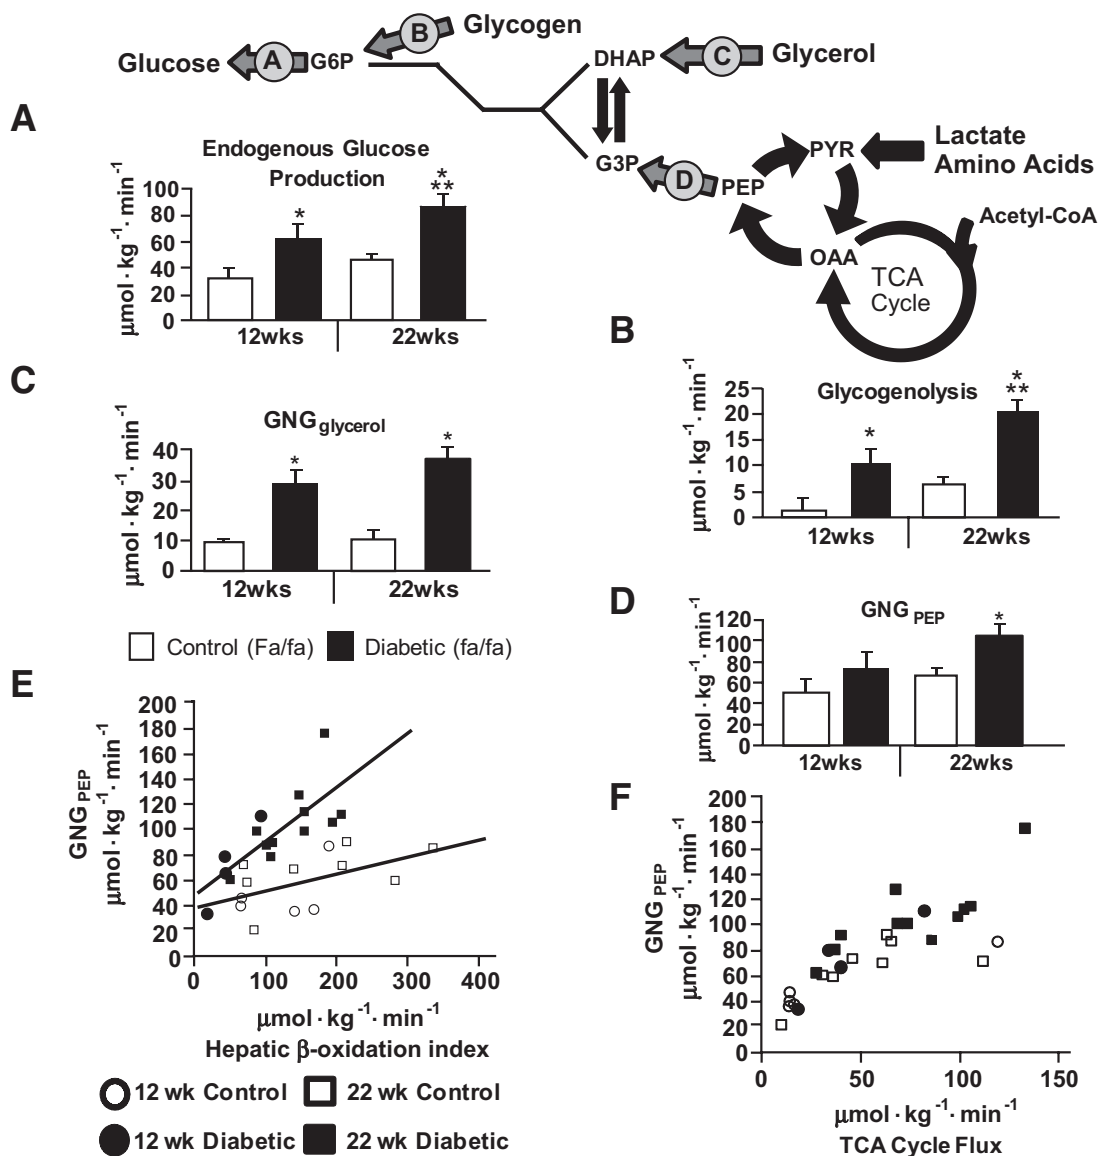 Glucose
A
G6P
B
Glycogen
DHAP
C
Glycerol
G3P
D
PEP
PYR
Lactate
Amino Acids
OAA
Acetyl-CoA
TCA
Cycle
A
Endogenous Glucose
Production
μmol·kg⁻¹·min⁻¹
100
80
60
40
20
0
*
*
**
12wks
22wks
B
Glycogenolysis
μmol·kg⁻¹·min⁻¹
25
20
15
10
5
0
*
*
**
12wks
22wks
C
GNG glycerol
μmol·kg⁻¹·min⁻¹
40
30
20
10
0
*
*
12wks
22wks
Control (Fa/fa)
Diabetic (fa/fa)
D
GNG PEP
μmol·kg⁻¹·min⁻¹
120
100
80
60
40
20
0
*
12wks
22wks
E
GNG PEP
μmol·kg⁻¹·min⁻¹
200
180
160
140
120
100
80
60
40
20
0
0 100 200 300 400
μmol·kg⁻¹·min⁻¹
Hepatic β-oxidation index
12 wk Control
22 wk Control
12 wk Diabetic
22 wk Diabetic
F
GNG PEP
μmol·kg⁻¹·min⁻¹
200
180
160
140
120
100
80
60
40
20
0
0 50 100 150
μmol·kg⁻¹·min⁻¹
TCA Cycle Flux